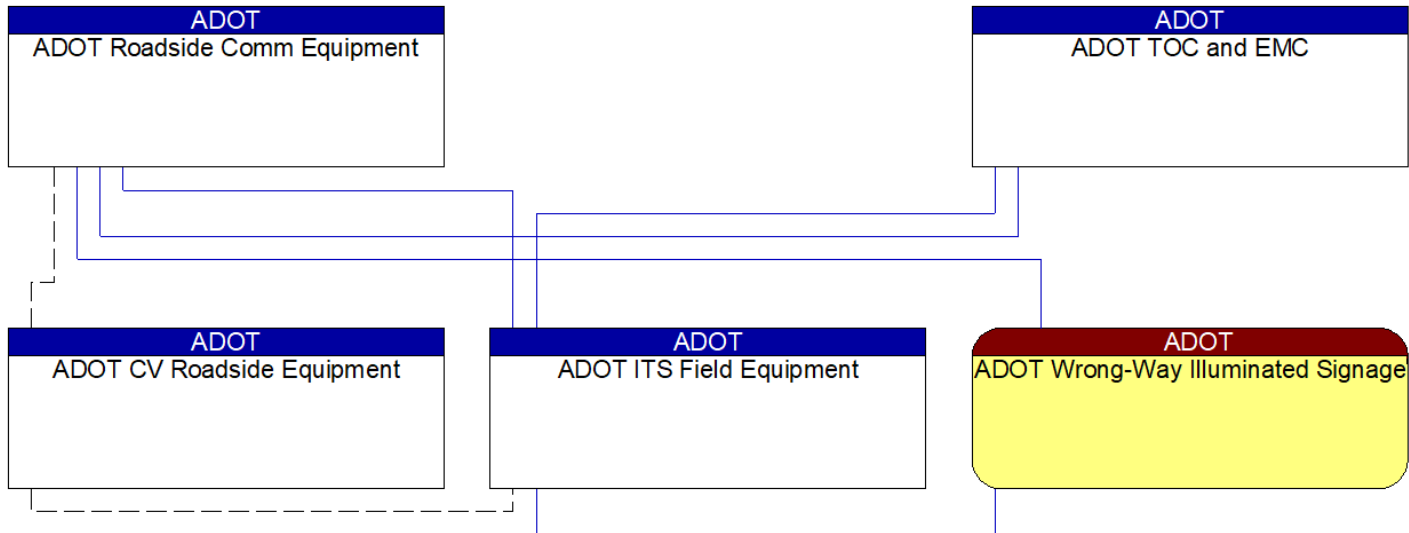 ADOT
ADOT Roadside Comm Equipment
ADOT
ADOT TOC and EMC
ADOT
ADOT CV Roadside Equipment
ADOT
ADOT ITS Field Equipment
ADOT
ADOT Wrong-Way Illuminated Signage